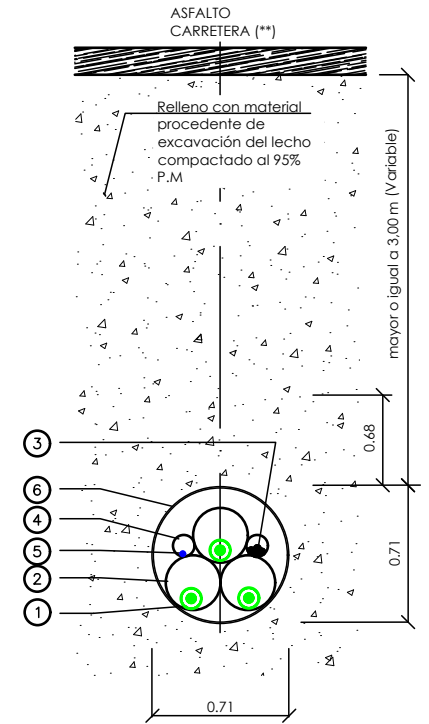 ASFALTO
CARRETERA (**)
Relleno con material
procedente de
excavación del lecho
compactado al 95%
P.M
mayor o igual a 3,00 m (Variable)
0.68
3
6
4
5
2
1
0.71
0.71